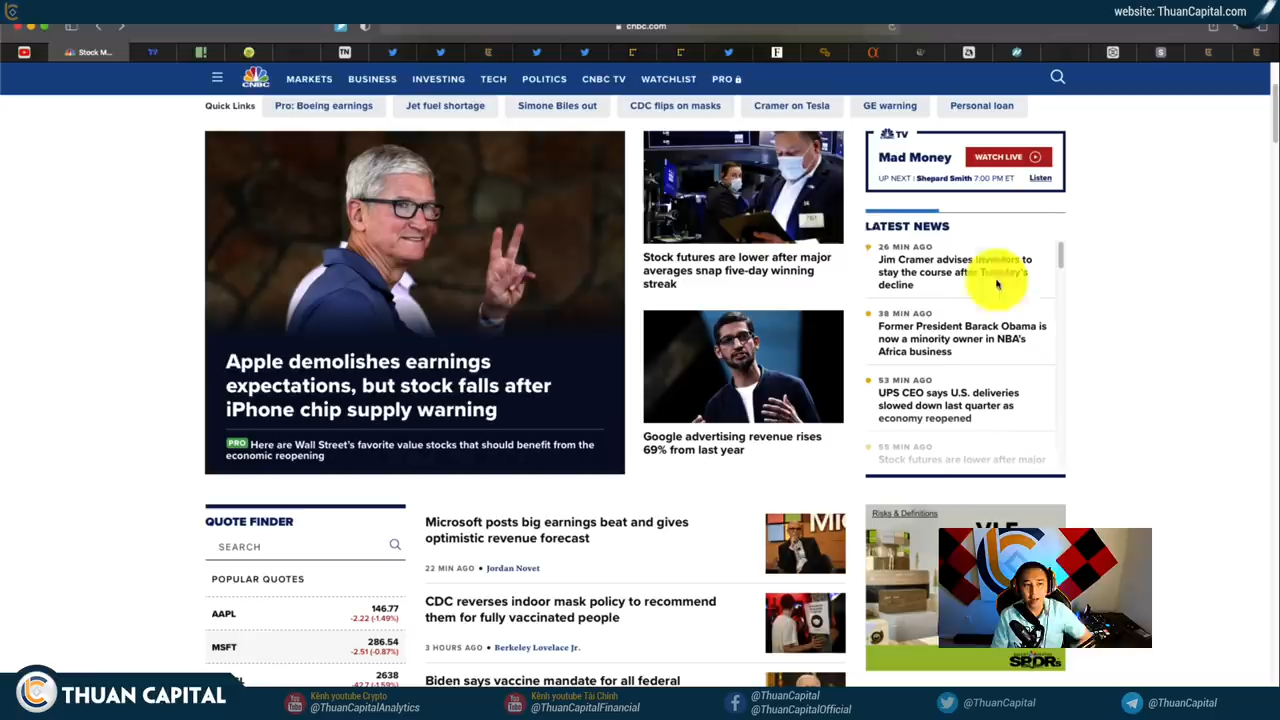 website: ThuanCapital.com
cnbc.com
Stock M...
TN
F
S
CNBC
MARKETS
BUSINESS
INVESTING
TECH
POLITICS
CNBC TV
WATCHLIST
PRO
Quick Links
Pro: Boeing earnings
Jet fuel shortage
Simone Biles out
CDC flips on masks
Cramer on Tesla
GE warning
Personal loan
Apple demolishes earnings
expectations, but stock falls after
iPhone chip supply warning
PRO Here are Wall Street's favorite value stocks that should benefit from the
economic reopening
Stock futures are lower after major
averages snap five-day winning
streak
Google advertising revenue rises
69% from last year
TV
Mad Money
WATCH LIVE
UP NEXT | Shepard Smith 7:00 PM ET
Listen
LATEST NEWS
26 MIN AGO
Jim Cramer advises investors to
stay the course after Tuesday's
decline
38 MIN AGO
Former President Barack Obama is
now a minority owner in NBA's
Africa business
53 MIN AGO
UPS CEO says U.S. deliveries
slowed down last quarter as
economy reopened
55 MIN AGO
Stock futures are lower after major
QUOTE FINDER
SEARCH
POPULAR QUOTES
AAPL
146.77
-2.22 (-1.49%)
MSFT
286.54
-2.51 (-0.87%)
2638
-42.7 (-1.59%)
Microsoft posts big earnings beat and gives
optimistic revenue forecast
22 MIN AGO • Jordan Novet
CDC reverses indoor mask policy to recommend
them for fully vaccinated people
3 HOURS AGO • Berkeley Lovelace Jr.
Biden says vaccine mandate for all federal
Risks & Definitions
SPDRs
THUAN CAPITAL
Kênh youtube Crypto
@ThuanCapitalAnalytics
Kênh youtube Tài Chính
@ThuanCapitalFinancial
@ThuanCapital
@ThuanCapitalOfficial
@ThuanCapital
@ThuanCapital